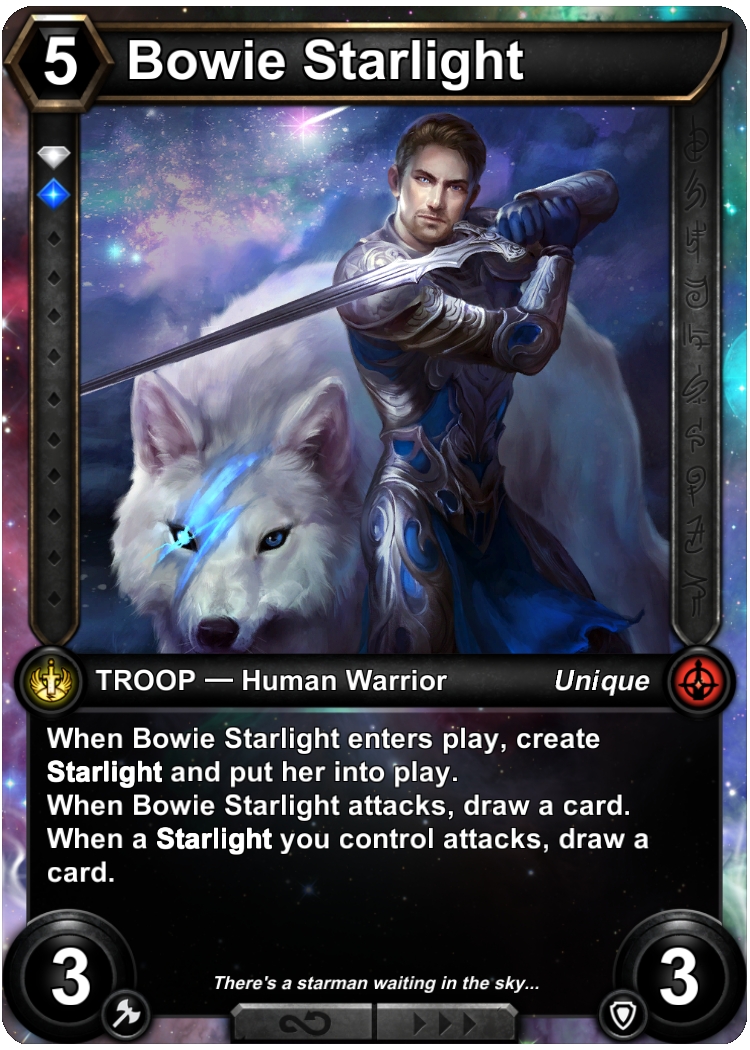 5
Bowie Starlight
TROOP — Human Warrior
Unique
When Bowie Starlight enters play, create
Starlight and put her into play.
When Bowie Starlight attacks, draw a card.
When a Starlight you control attacks, draw a
card.
3
There's a starman waiting in the sky...
3